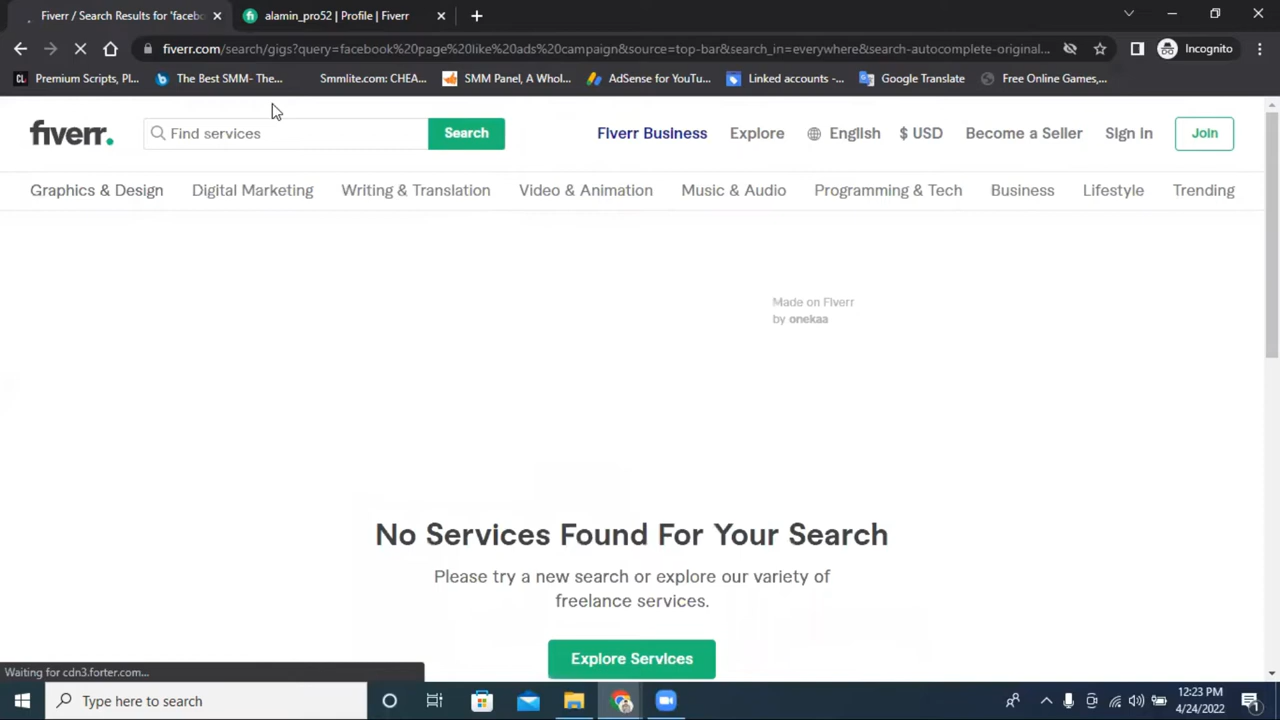 Fiverr / Search Results for 'facebo
alamin_pro52 | Profile | Fiverr
fiverr.com/search/gigs?query=facebook%20page%20like%20ads%20campaign&source=top-bar&search_in=everywhere&search-autocomplete-original...
Incognito
Premium Scripts, Pl...
The Best SMM- The...
Smmlite.com: CHEA...
SMM Panel, A Whol...
AdSense for YouTu...
Linked accounts -...
Google Translate
Free Online Games,...
fiverr.
Find services
Search
Fiverr Business
Explore
English
$ USD
Become a Seller
Sign In
Join
Graphics & Design
Digital Marketing
Writing & Translation
Video & Animation
Music & Audio
Programming & Tech
Business
Lifestyle
Trending
Made on Fiverr
by onekaa
No Services Found For Your Search
Please try a new search or explore our variety of
freelance services.
Explore Services
Waiting for cdn3.forter.com...
Type here to search
12:23 PM
4/24/2022
1